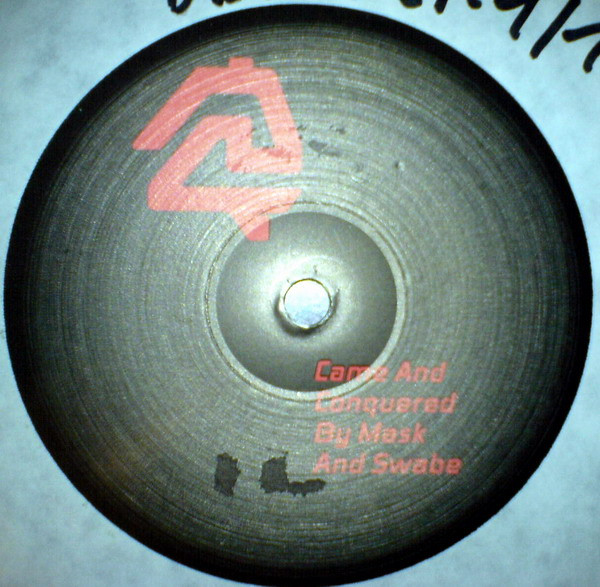 Came And
Conquered
By Mask
And Swabe